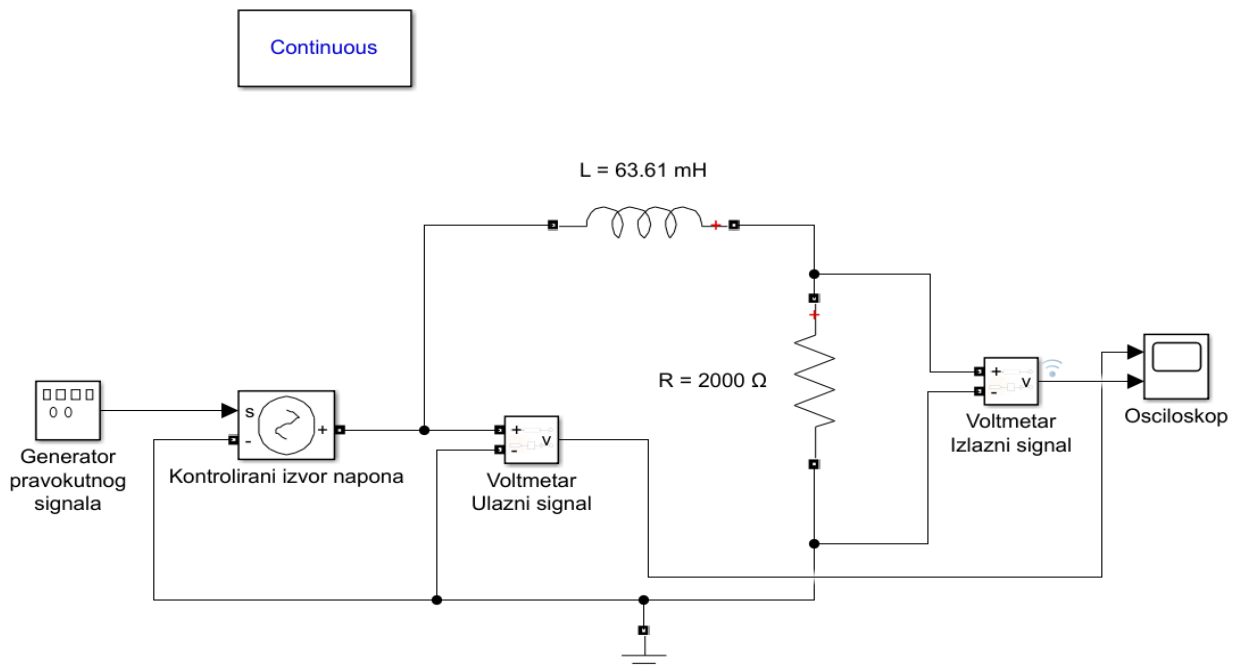 Continuous
L = 63.61 mH
R = 2000 Ω
Generator
pravokutnog
signala
s
-
+
Kontrolirani izvor napona
+
-
v
Voltmetar
Ulazni signal
+
-
v
Voltmetar
Izlazni signal
Osciloskop